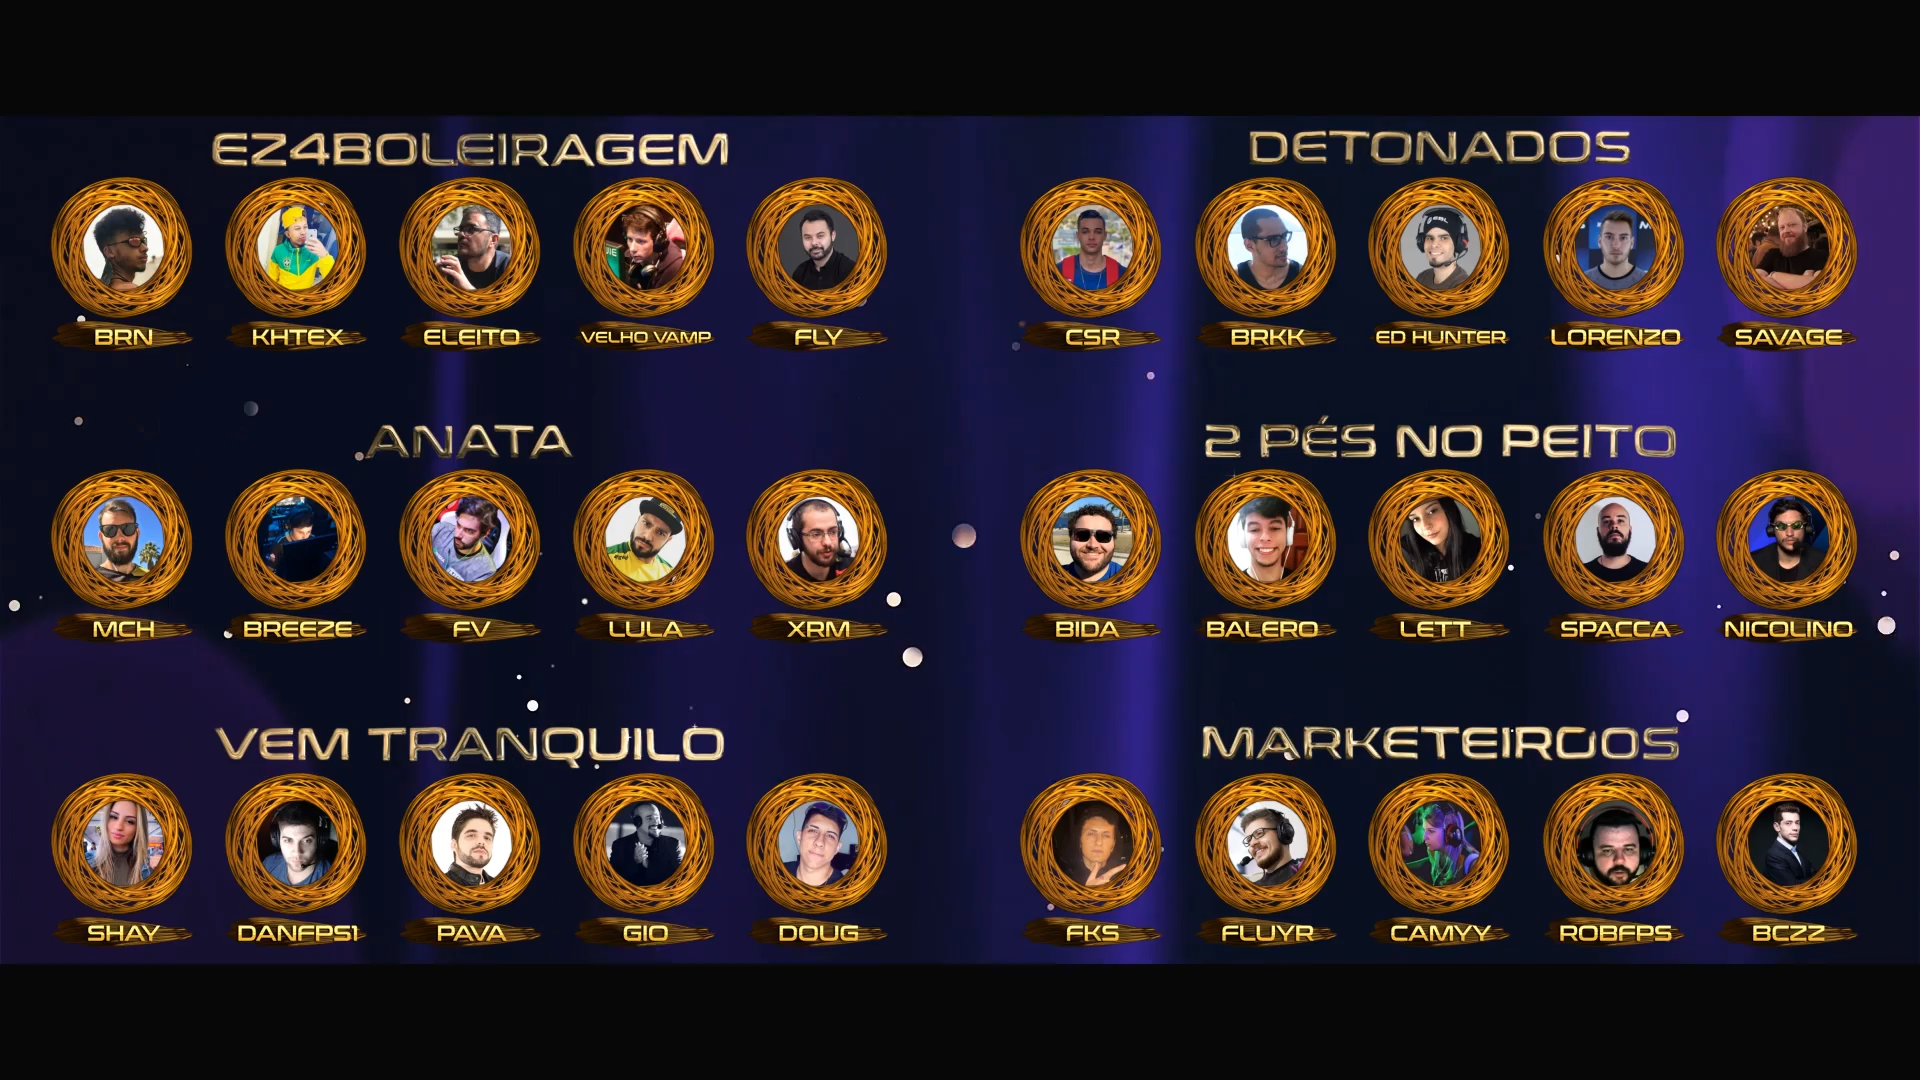 EZ4BOLEIRAGEM
BRN KHTEX ELEITO VELHO VAMP FLY
DETONADOS
CSR BRKK ED HUNTER LORENZO SAVAGE
ANATA
MCH BREEZE FV LULA XRM
2 PÉS NO PEITO
BIDA BALERO LETT SPACCA NICOLINO
VEM TRANQUILO
SHAY DANFPS1 PAVA GIO DOUG
MARKETEIROOS
FKS FLUYR CAMYY ROBFPS BCZZ